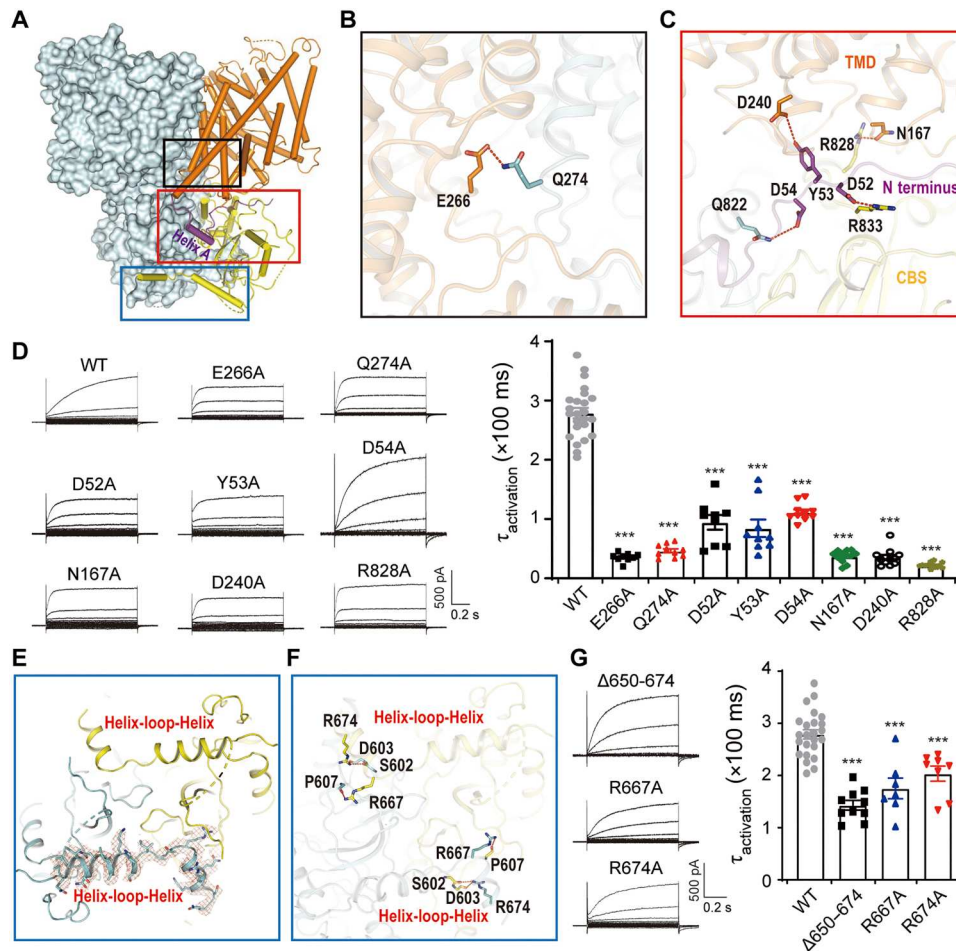 A
Helix A
B
E266
Q274
C
TMD
D240
R828
N167
D54
D52
Y53
N terminus
Q822
R833
CBS
D
WT
E266A
Q274A
D52A
Y53A
D54A
N167A
D240A
R828A
500 pA
0.2 s
τactivation (×100 ms)
4
3
2
1
0
***
***
***
***
***
***
***
***
WT
E266A
Q274A
D52A
Y53A
D54A
N167A
D240A
R828A
E
Helix-loop-Helix
Helix-loop-Helix
F
R674
Helix-loop-Helix
D603
S602
P607
R667
R667
P607
S602
D603
R674
Helix-loop-Helix
G
Δ650-674
R667A
R674A
500 pA
0.2 s
τactivation (×100 ms)
4
3
2
1
0
***
***
***
WT
Δ650–674
R667A
R674A